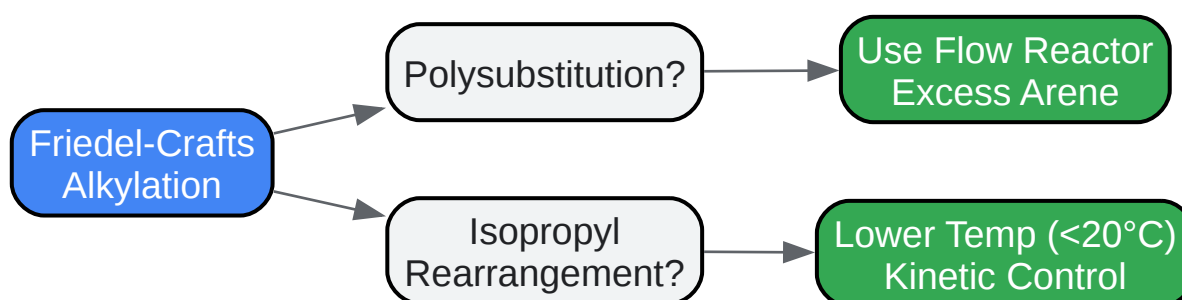 Friedel-Crafts
Alkylation
Polysubstitution?
Use Flow Reactor
Excess Arene
Isopropyl
Rearrangement?
Lower Temp (<20°C)
Kinetic Control